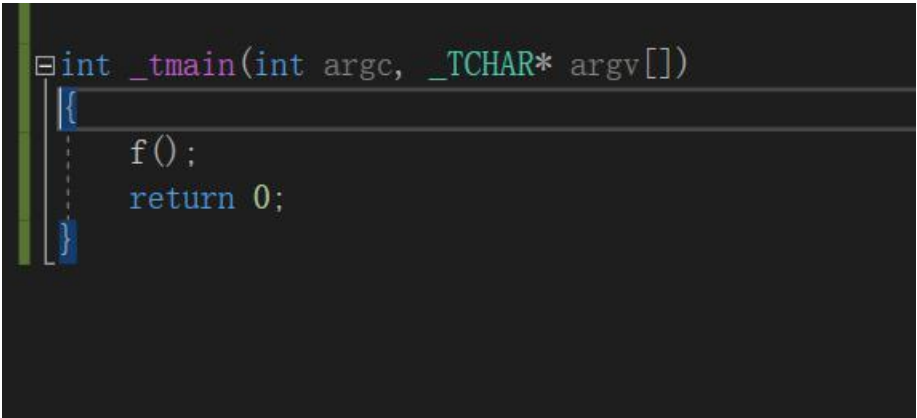 int _tmain(int argc, _TCHAR* argv[])
{
f();
return 0;
}